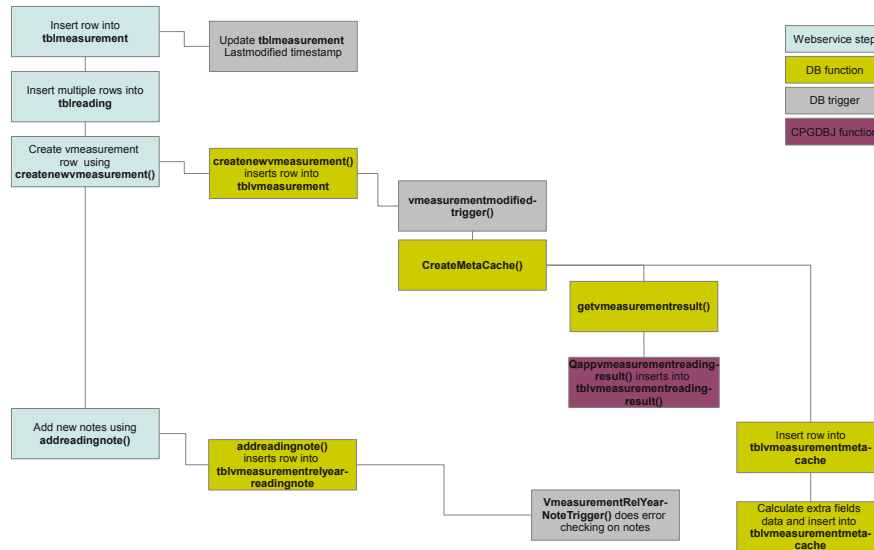 Insert row into
tblmeasurement
Update tblmeasurement
Lastmodified timestamp
Webservice step
DB function
DB trigger
CPGDBJ function
Insert multiple rows into
tblreading
Create vmeasurement
row using
createnewvmeasurement()
createnewvmeasurement()
inserts row into
tblvmeasurement
vmeasurementmodified-
trigger()
CreateMetaCache()
getvmeasurementresult()
Qappvmeasurementreading-
result() inserts into
tblvmeasurementreading-
result()
Add new notes using
addreadingnote()
addreadingnote()
inserts row into
tblvmeasurementrelyear-
readingnote
Insert row into
tblvmeasurementmeta-
cache
VmeasurementRelYear-
NoteTrigger() does error
checking on notes
Calculate extra fields
data and insert into
tblvmeasurementmeta-
cache